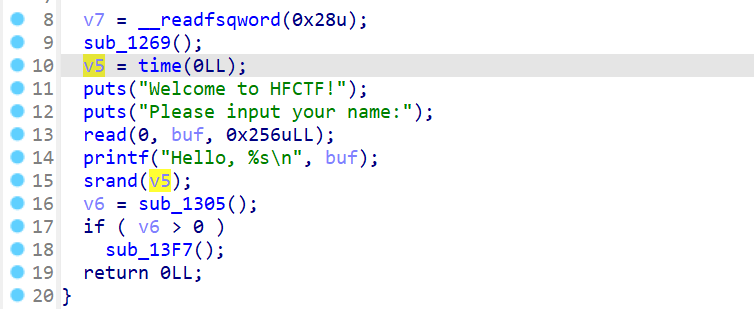 8 v7 = __readfsqword(0x28u);
9 sub_1269();
10 v5 = time(0LL);
11 puts("Welcome to HFCTF!");
12 puts("Please input your name:");
13 read(0, buf, 0x256uLL);
14 printf("Hello, %s\n", buf);
15 srand(v5);
16 v6 = sub_1305();
17 if ( v6 > 0 )
18 sub_13F7();
19 return 0LL;
20 }